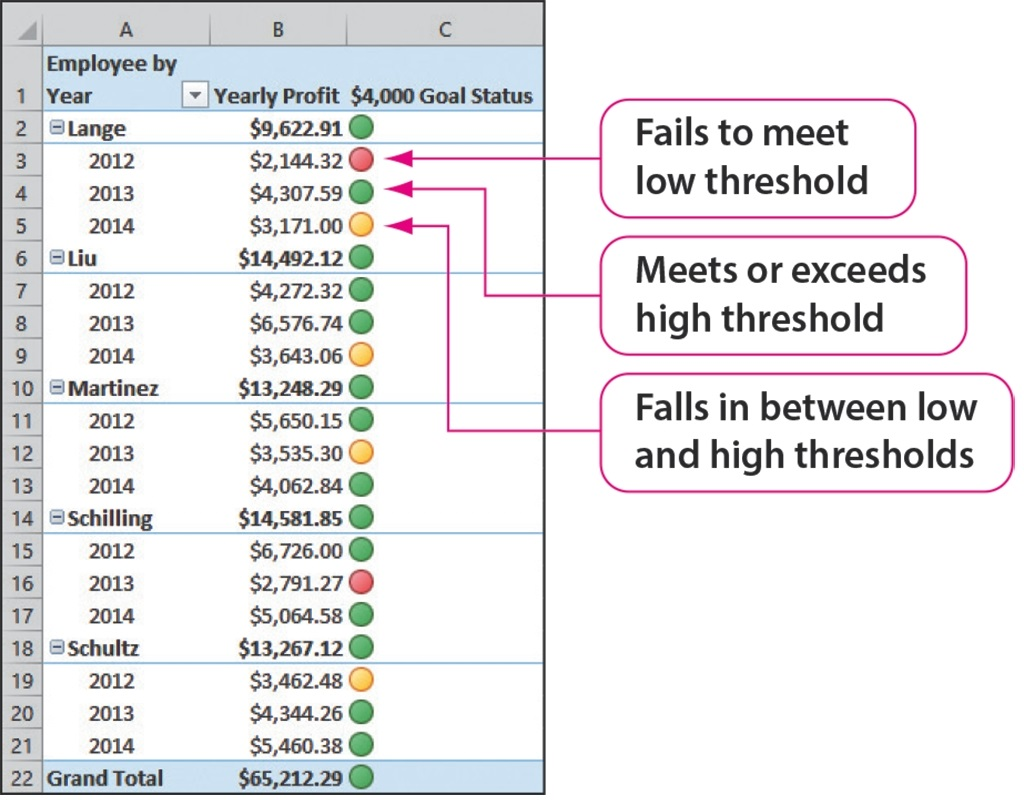 A B C
Employee by
1 Year Yearly Profit $4,000 Goal Status
2 Lange $9,622.91
3 2012 $2,144.32
4 2013 $4,307.59
5 2014 $3,171.00
6 Liu $14,492.12
7 2012 $4,272.32
8 2013 $6,576.74
9 2014 $3,643.06
10 Martinez $13,248.29
11 2012 $5,650.15
12 2013 $3,535.30
13 2014 $4,062.84
14 Schilling $14,581.85
15 2012 $6,726.00
16 2013 $2,791.27
17 2014 $5,064.58
18 Schultz $13,267.12
19 2012 $3,462.48
20 2013 $4,344.26
21 2014 $5,460.38
22 Grand Total $65,212.29
Fails to meet
low threshold
Meets or exceeds
high threshold
Falls in between low
and high thresholds